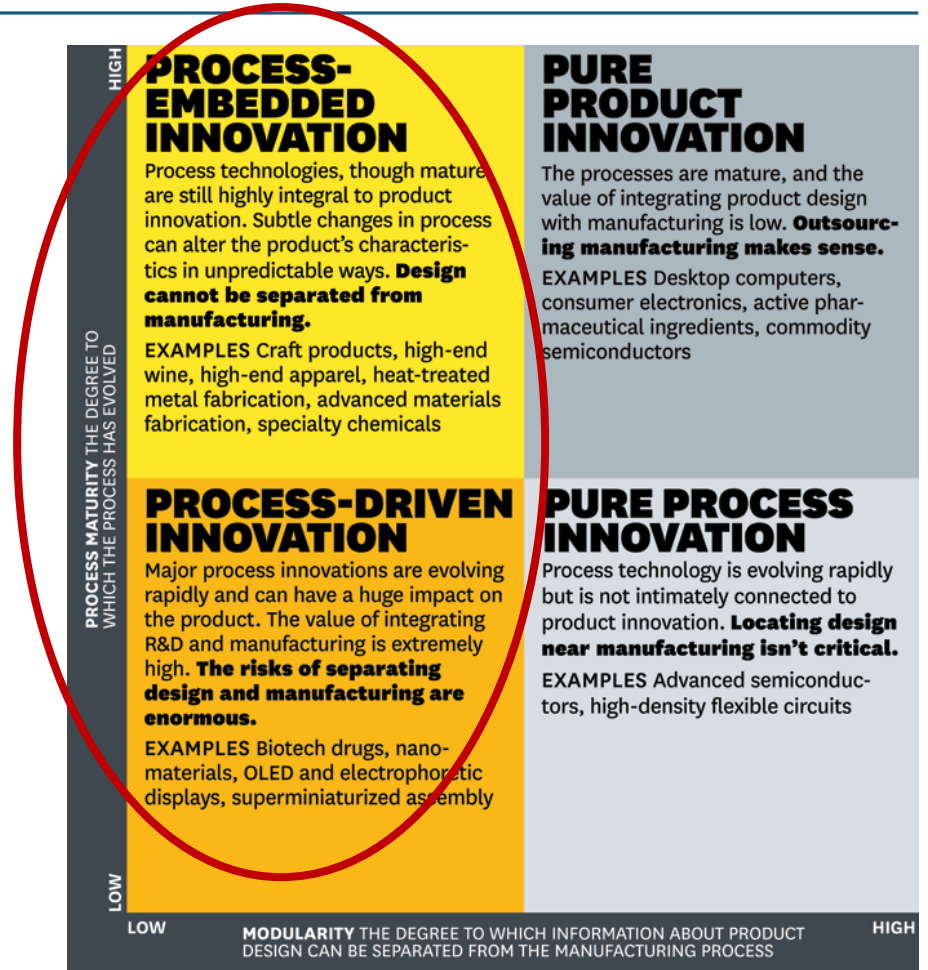 HIGH
PROCESS-
EMBEDDED
INNOVATION
Process technologies, though mature
are still highly integral to product
innovation. Subtle changes in process
can alter the product's characteris-
tics in unpredictable ways. Design
cannot be separated from
manufacturing.
EXAMPLES Craft products, high-end
wine, high-end apparel, heat-treated
metal fabrication, advanced materials
fabrication, specialty chemicals
PURE
PRODUCT
INNOVATION
The processes are mature, and the
value of integrating product design
with manufacturing is low. Outsourc-
ing manufacturing makes sense.
EXAMPLES Desktop computers,
consumer electronics, active phar-
maceutical ingredients, commodity
semiconductors
PROCESS MATURITY THE DEGREE TO
WHICH THE PROCESS HAS EVOLVED
PROCESS-DRIVEN
INNOVATION
Major process innovations are evolving
rapidly and can have a huge impact on
the product. The value of integrating
R&D and manufacturing is extremely
high. The risks of separating
design and manufacturing are
enormous.
EXAMPLES Biotech drugs, nano-
materials, OLED and electrophoretic
displays, superminiaturized assembly
PURE PROCESS
INNOVATION
Process technology is evolving rapidly
but is not intimately connected to
product innovation. Locating design
near manufacturing isn't critical.
EXAMPLES Advanced semiconduc-
tors, high-density flexible circuits
LOW
LOW
MODULARITY THE DEGREE TO WHICH INFORMATION ABOUT PRODUCT
DESIGN CAN BE SEPARATED FROM THE MANUFACTURING PROCESS
HIGH